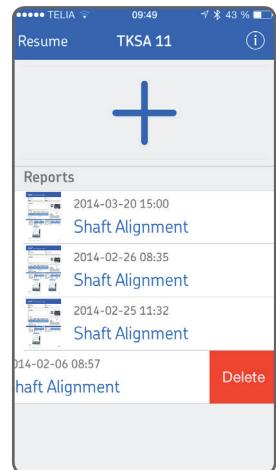 TELIA 09:49 43 %
Resume TKSA 11
Reports
2014-03-20 15:00
Shaft Alignment
2014-02-26 08:35
Shaft Alignment
2014-02-25 11:32
Shaft Alignment
014-02-06 08:57
haft Alignment
Delete